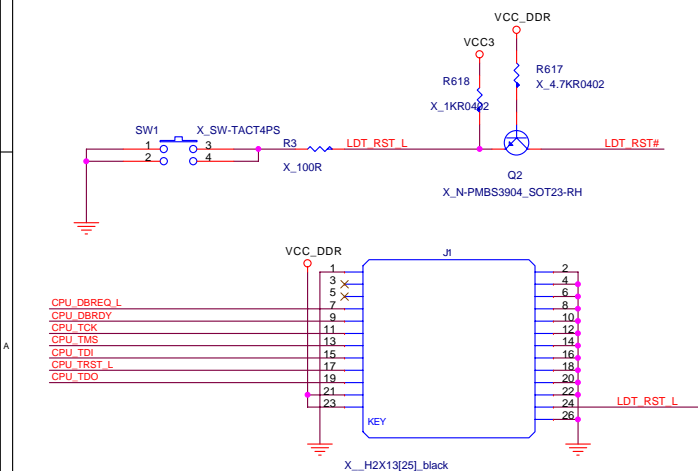 VCC_DDR
VCC3
R617
R618
X_4.7KR0402
X_1KR0402
SW1
X_SW-TACT4PS
R3
LDT_RST_L
LDT_RST#
1
3
2
4
X_100R
Q2
X_N-PMBS3904_SOT23-RH
VCC_DDR
J1
1
2
3
4
5
6
CPU_DBREQ_L
7
8
CPU_DBRDY
9
10
CPU_TCK
11
12
CPU_TMS
13
14
A
CPU_TDI
15
16
CPU_TRST_L
17
18
CPU_TDO
19
20
21
22
23
24
LDT_RST_L
KEY
26
X__H2X13[25]_black